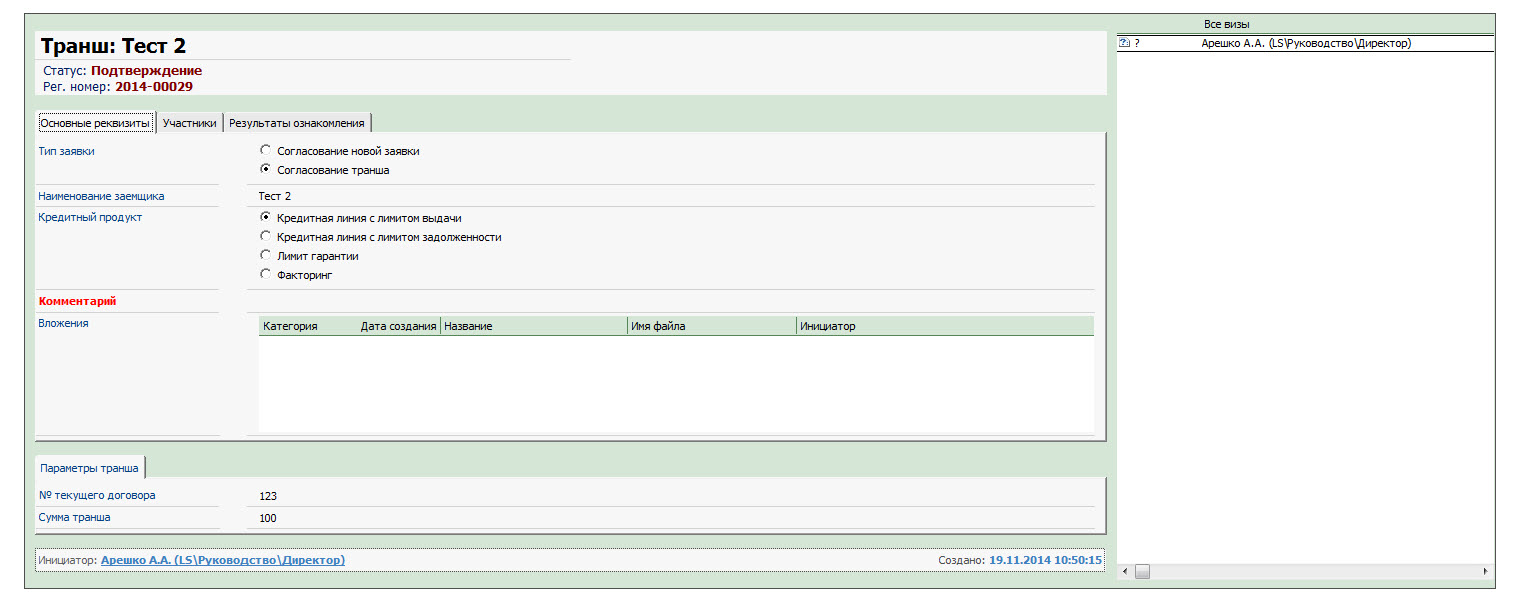 Все визы
Транш: Тест 2
? Арешко А.А. (LS\Руководство\Директор)
Статус: Подтверждение
Рег. номер: 2014-00029
Основные реквизиты Участники Результаты ознакомления
Тип заявки
Согласование новой заявки
Согласование транша
Наименование заемщика Тест 2
Кредитный продукт
Кредитная линия с лимитом выдачи
Кредитная линия с лимитом задолженности
Лимит гарантии
Факторинг
Комментарий
Вложения
Категория Дата создания Название Имя файла Инициатор
Параметры транша
№ текущего договора 123
Сумма транша 100
Инициатор: Арешко А.А. (LS\Руководство\Директор) Создано: 19.11.2014 10:50:15